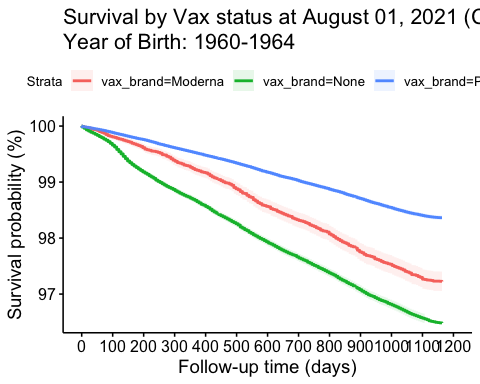 Survival by Vax status at August 01, 2021 (
Year of Birth: 1960-1964
Strata vax_brand=Moderna vax_brand=None vax_brand=
100
99
98
97
Survival probability (%)
0 100 200 300 400 500 600 700 800 900 1000 1100 1200
Follow-up time (days)